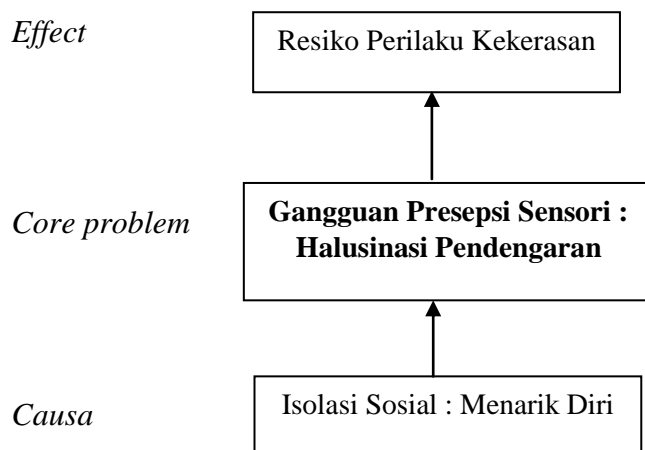 Effect
Resiko Perilaku Kekerasan
Core problem
Gangguan Presepsi Sensori :
Halusinasi Pendengaran
Causa
Isolasi Sosial : Menarik Diri